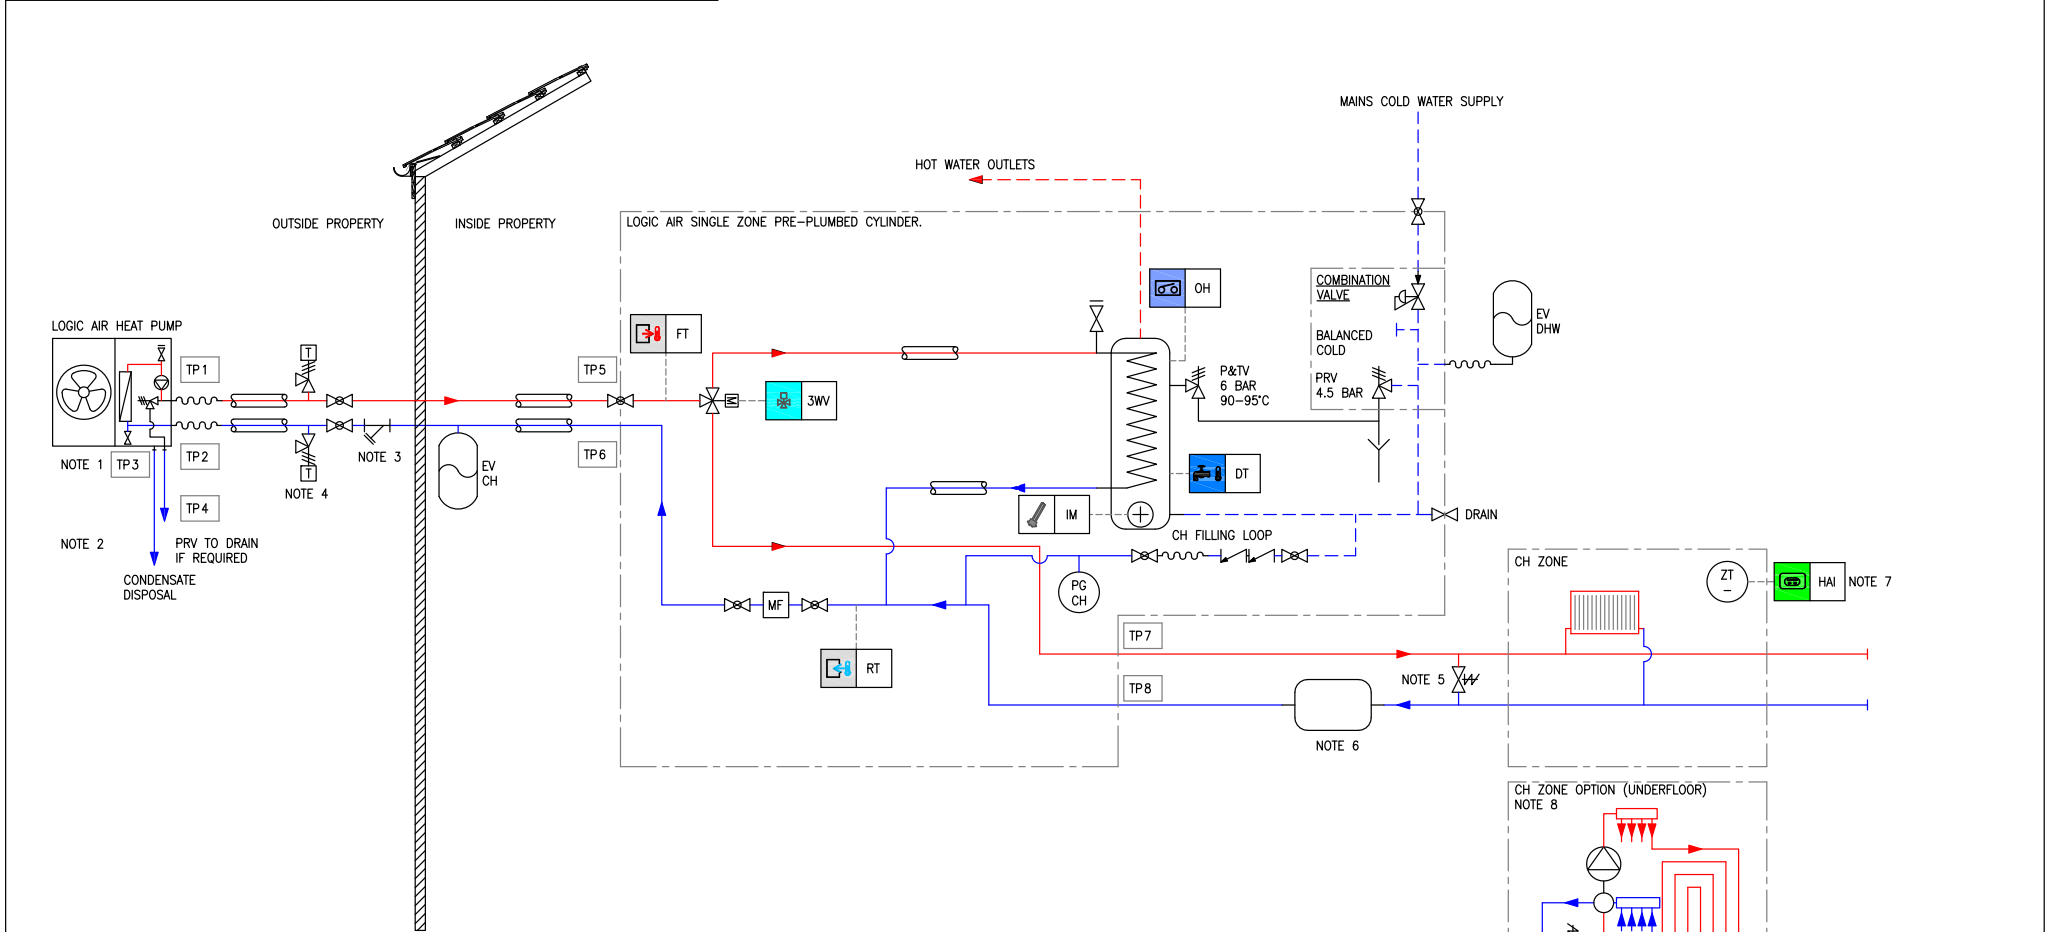 MAINS COLD WATER SUPPLY
HOT WATER OUTLETS
OUTSIDE PROPERTY
INSIDE PROPERTY
LOGIC AIR SINGLE ZONE PRE-PLUMBED CYLINDER.
OH
COMBINATION
VALVE
EV
DHW
LOGIC AIR HEAT PUMP
FT
BALANCED
COLD
TP1
T
TP5
P&TV
6 BAR
90-95°C
PRV
4.5 BAR
M
3WV
NOTE 1
TP3
TP2
NOTE 3
TP6
EV
CH
T
NOTE 4
DT
TP4
IM
DRAIN
NOTE 2
PRV TO DRAIN
IF REQUIRED
CH FILLING LOOP
CONDENSATE
DISPOSAL
CH ZONE
ZT
-
HAI
NOTE 7
PG
CH
MF
TP7
RT
NOTE 5
TP8
NOTE 6
CH ZONE OPTION (UNDERFLOOR)
NOTE 8